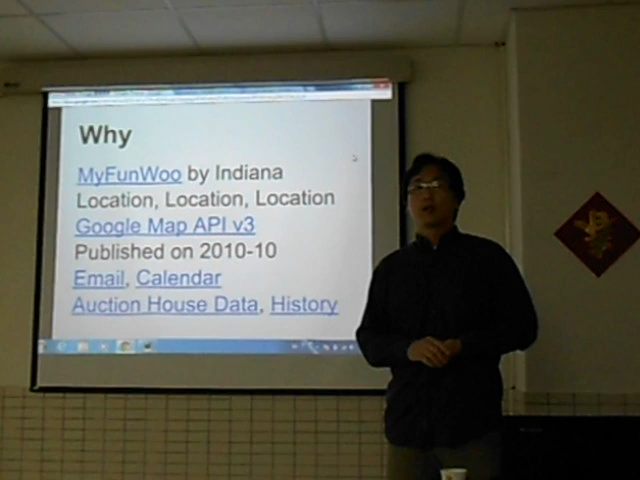 Why
MyFunWoo by Indiana
Location, Location, Location
Google Map API v3
Published on 2010-10
Email, Calendar
Auction House Data, History